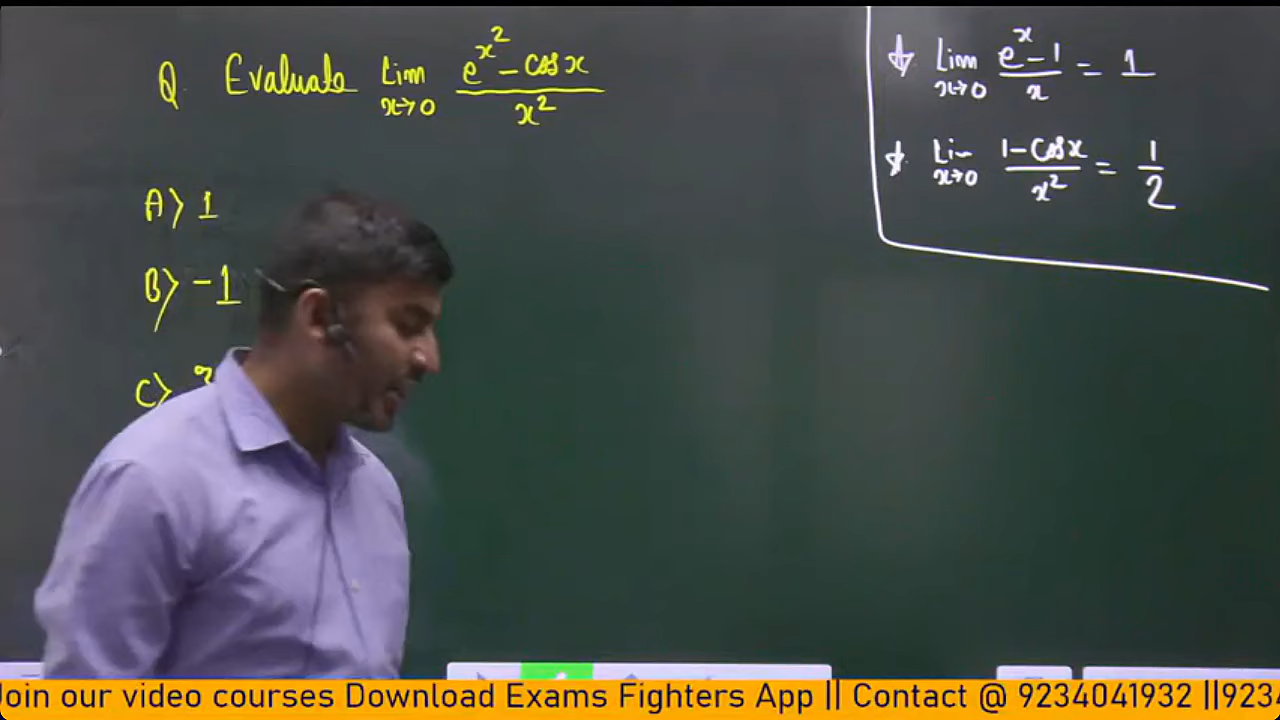 Q. Evaluate Lim x→0 (e^x² - cos x) / x²
A> 1
B> -1
C>
☆ Lim x→0 (e^x - 1) / x = 1
☆ Lim x→0 (1 - cos x) / x² = 1/2
Join our video courses Download Exams Fighters App || Contact @ 9234041932 ||923